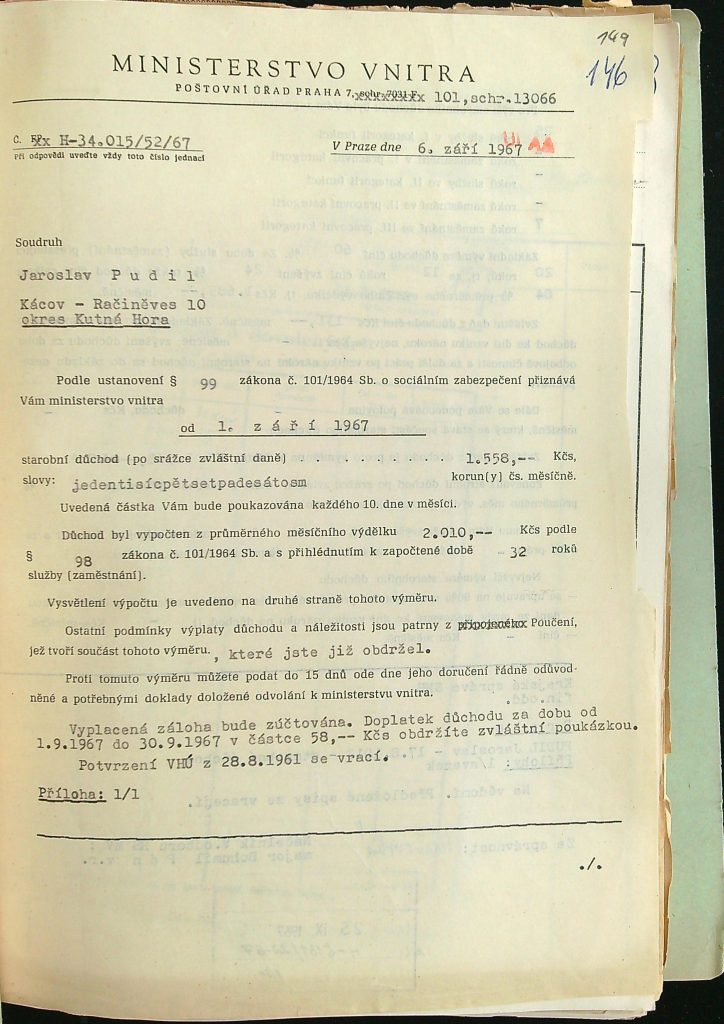 149
146
MINISTERSTVO VNITRA
POŠTOVNÍ ÚŘAD PRAHA 7, schr. 7031-F 101,schr.13066
Č. H-34.015/52/67
Při odpovědi uveďte vždy toto číslo jednací
V Praze dne 6. září 1967
Soudruh
Jaroslav P u d i l
Kácov - Račiněves 10
okres Kutná Hora
Podle ustanovení § 99 zákona č. 101/1964 Sb. o sociálním zabezpečení přiznává
Vám ministerstvo vnitra
od 1. z á ř í 1967
starobní důchod (po srážce zvláštní daně) . . . . . . . . 1.558,-- Kčs,
slovy: jedentisícpětsetpadesátosm korun(y) čs. měsíčně.
Uvedená částka Vám bude poukazována každého 10. dne v měsíci.
Důchod byl vypočten z průměrného měsíčního výdělku 2.010,-- Kčs podle
§ 98 zákona č. 101/1964 Sb. a s přihlédnutím k započtené době - 32 roků
služby (zaměstnání).
Vysvětlení výpočtu je uvedeno na druhé straně tohoto výměru.
Ostatní podmínky výplaty důchodu a náležitosti jsou patrny z připojeného Poučení,
jež tvoří součást tohoto výměru. , které jste již obdržel.
Proti tomuto výměru můžete podat do 15 dnů ode dne jeho doručení řádně odůvod-
něné a potřebnými doklady doložené odvolání k ministerstvu vnitra.
Vyplacená záloha bude zúčtována. Doplatek důchodu za dobu od
1.9.1967 do 30.9.1967 v částce 58,-- Kčs obdržíte zvláštní poukázkou.
Potvrzení VHÚ z 28.8.1961 se vrací.
Příloha: 1/1
./.